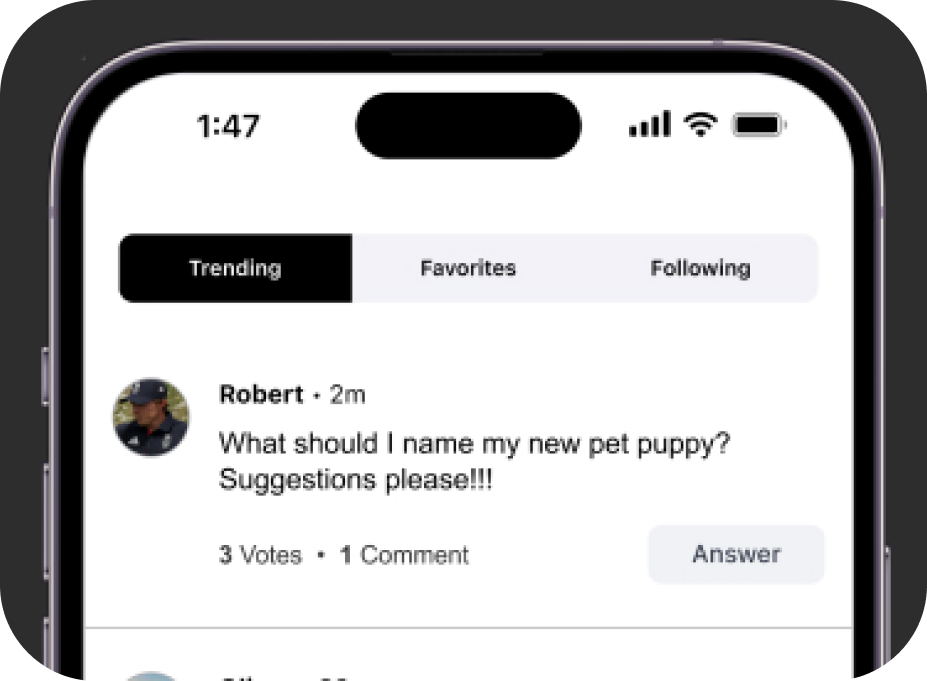 1:47
Trending Favorites Following
Robert • 2m
What should I name my new pet puppy?
Suggestions please!!!
3 Votes • 1 Comment Answer